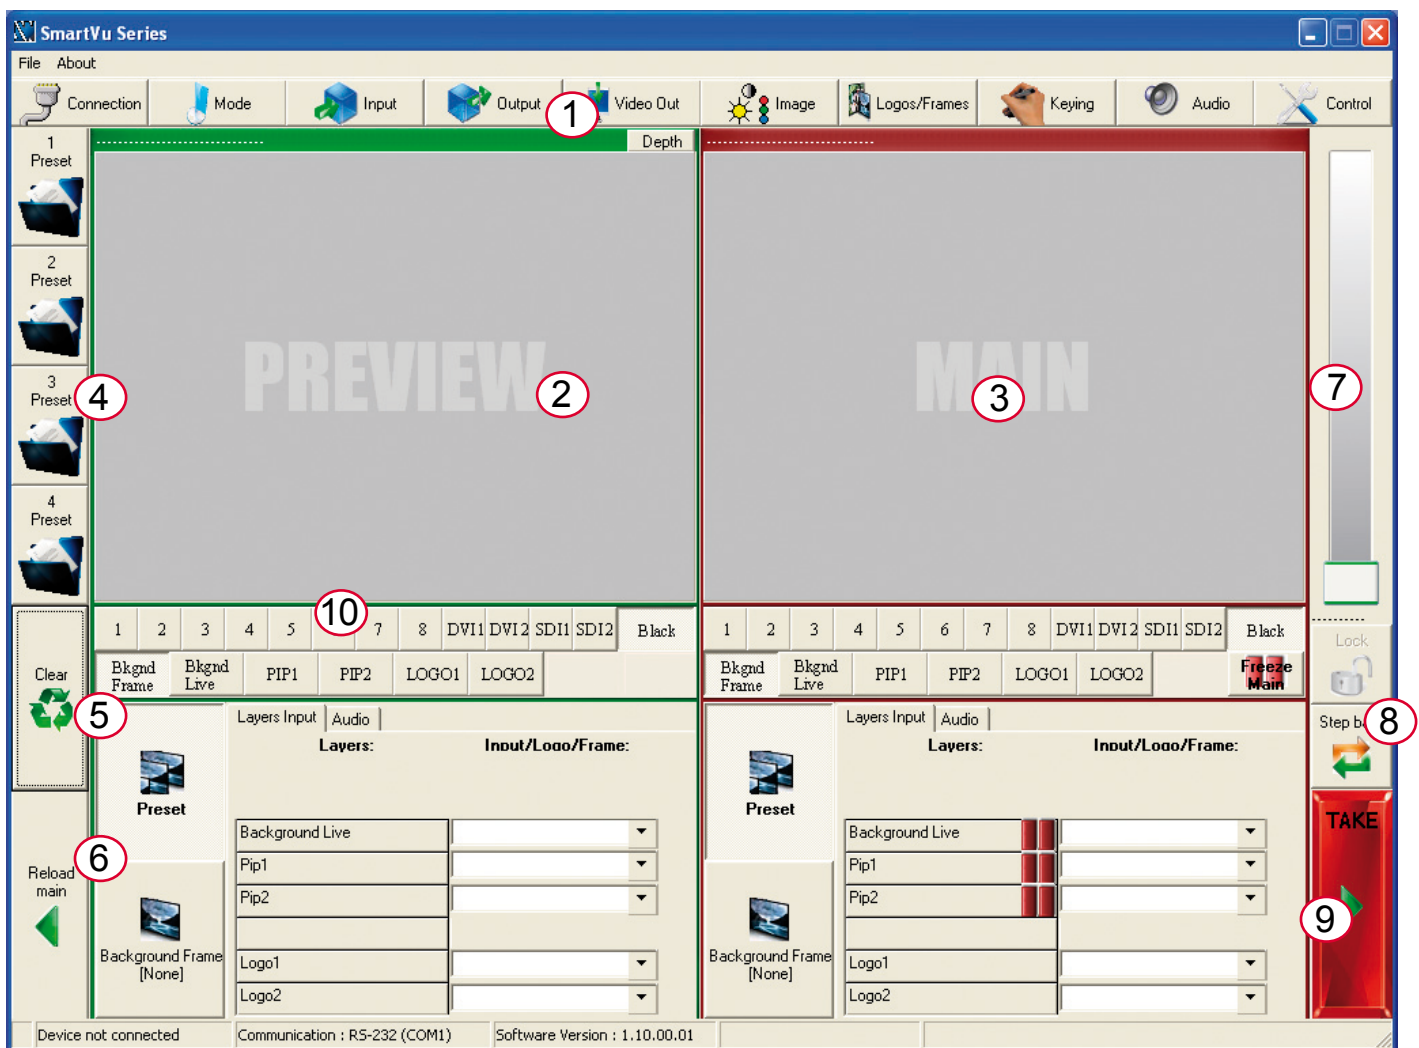 SmartVu Series
File About
Connection Mode Input Output 1 Video Out Image Logos/Frames Keying Audio Control
1
Preset
Depth
2
Preset
PREVIEW
2
MAIN
3
3
Preset
4
7
4
Preset
10
1 2 3 4 5 7 8 DVI1 DVI2 SDI1 SDI2 Black
1 2 3 4 5 6 7 8 DVI1 DVI2 SDI1 SDI2 Black
Lock
Clear
Bkgnd Frame Bkgnd Live PIP1 PIP2 LOGO1 LOGO2
Bkgnd Frame Bkgnd Live PIP1 PIP2 LOGO1 LOGO2 Freeze Main
5
Step b
8
Layers Input Audio
Layers: Input/Logo/Frame:
Preset
Background Live
Pip1
Pip2
Logo1
Logo2
Background Frame
[None]
Layers Input Audio
Layers: Input/Logo/Frame:
Preset
Background Live
Pip1
Pip2
Logo1
Logo2
Background Frame
[None]
TAKE
6
Reload
main
9
Device not connected Communication : RS-232 (COM1) Software Version : 1.10.00.01